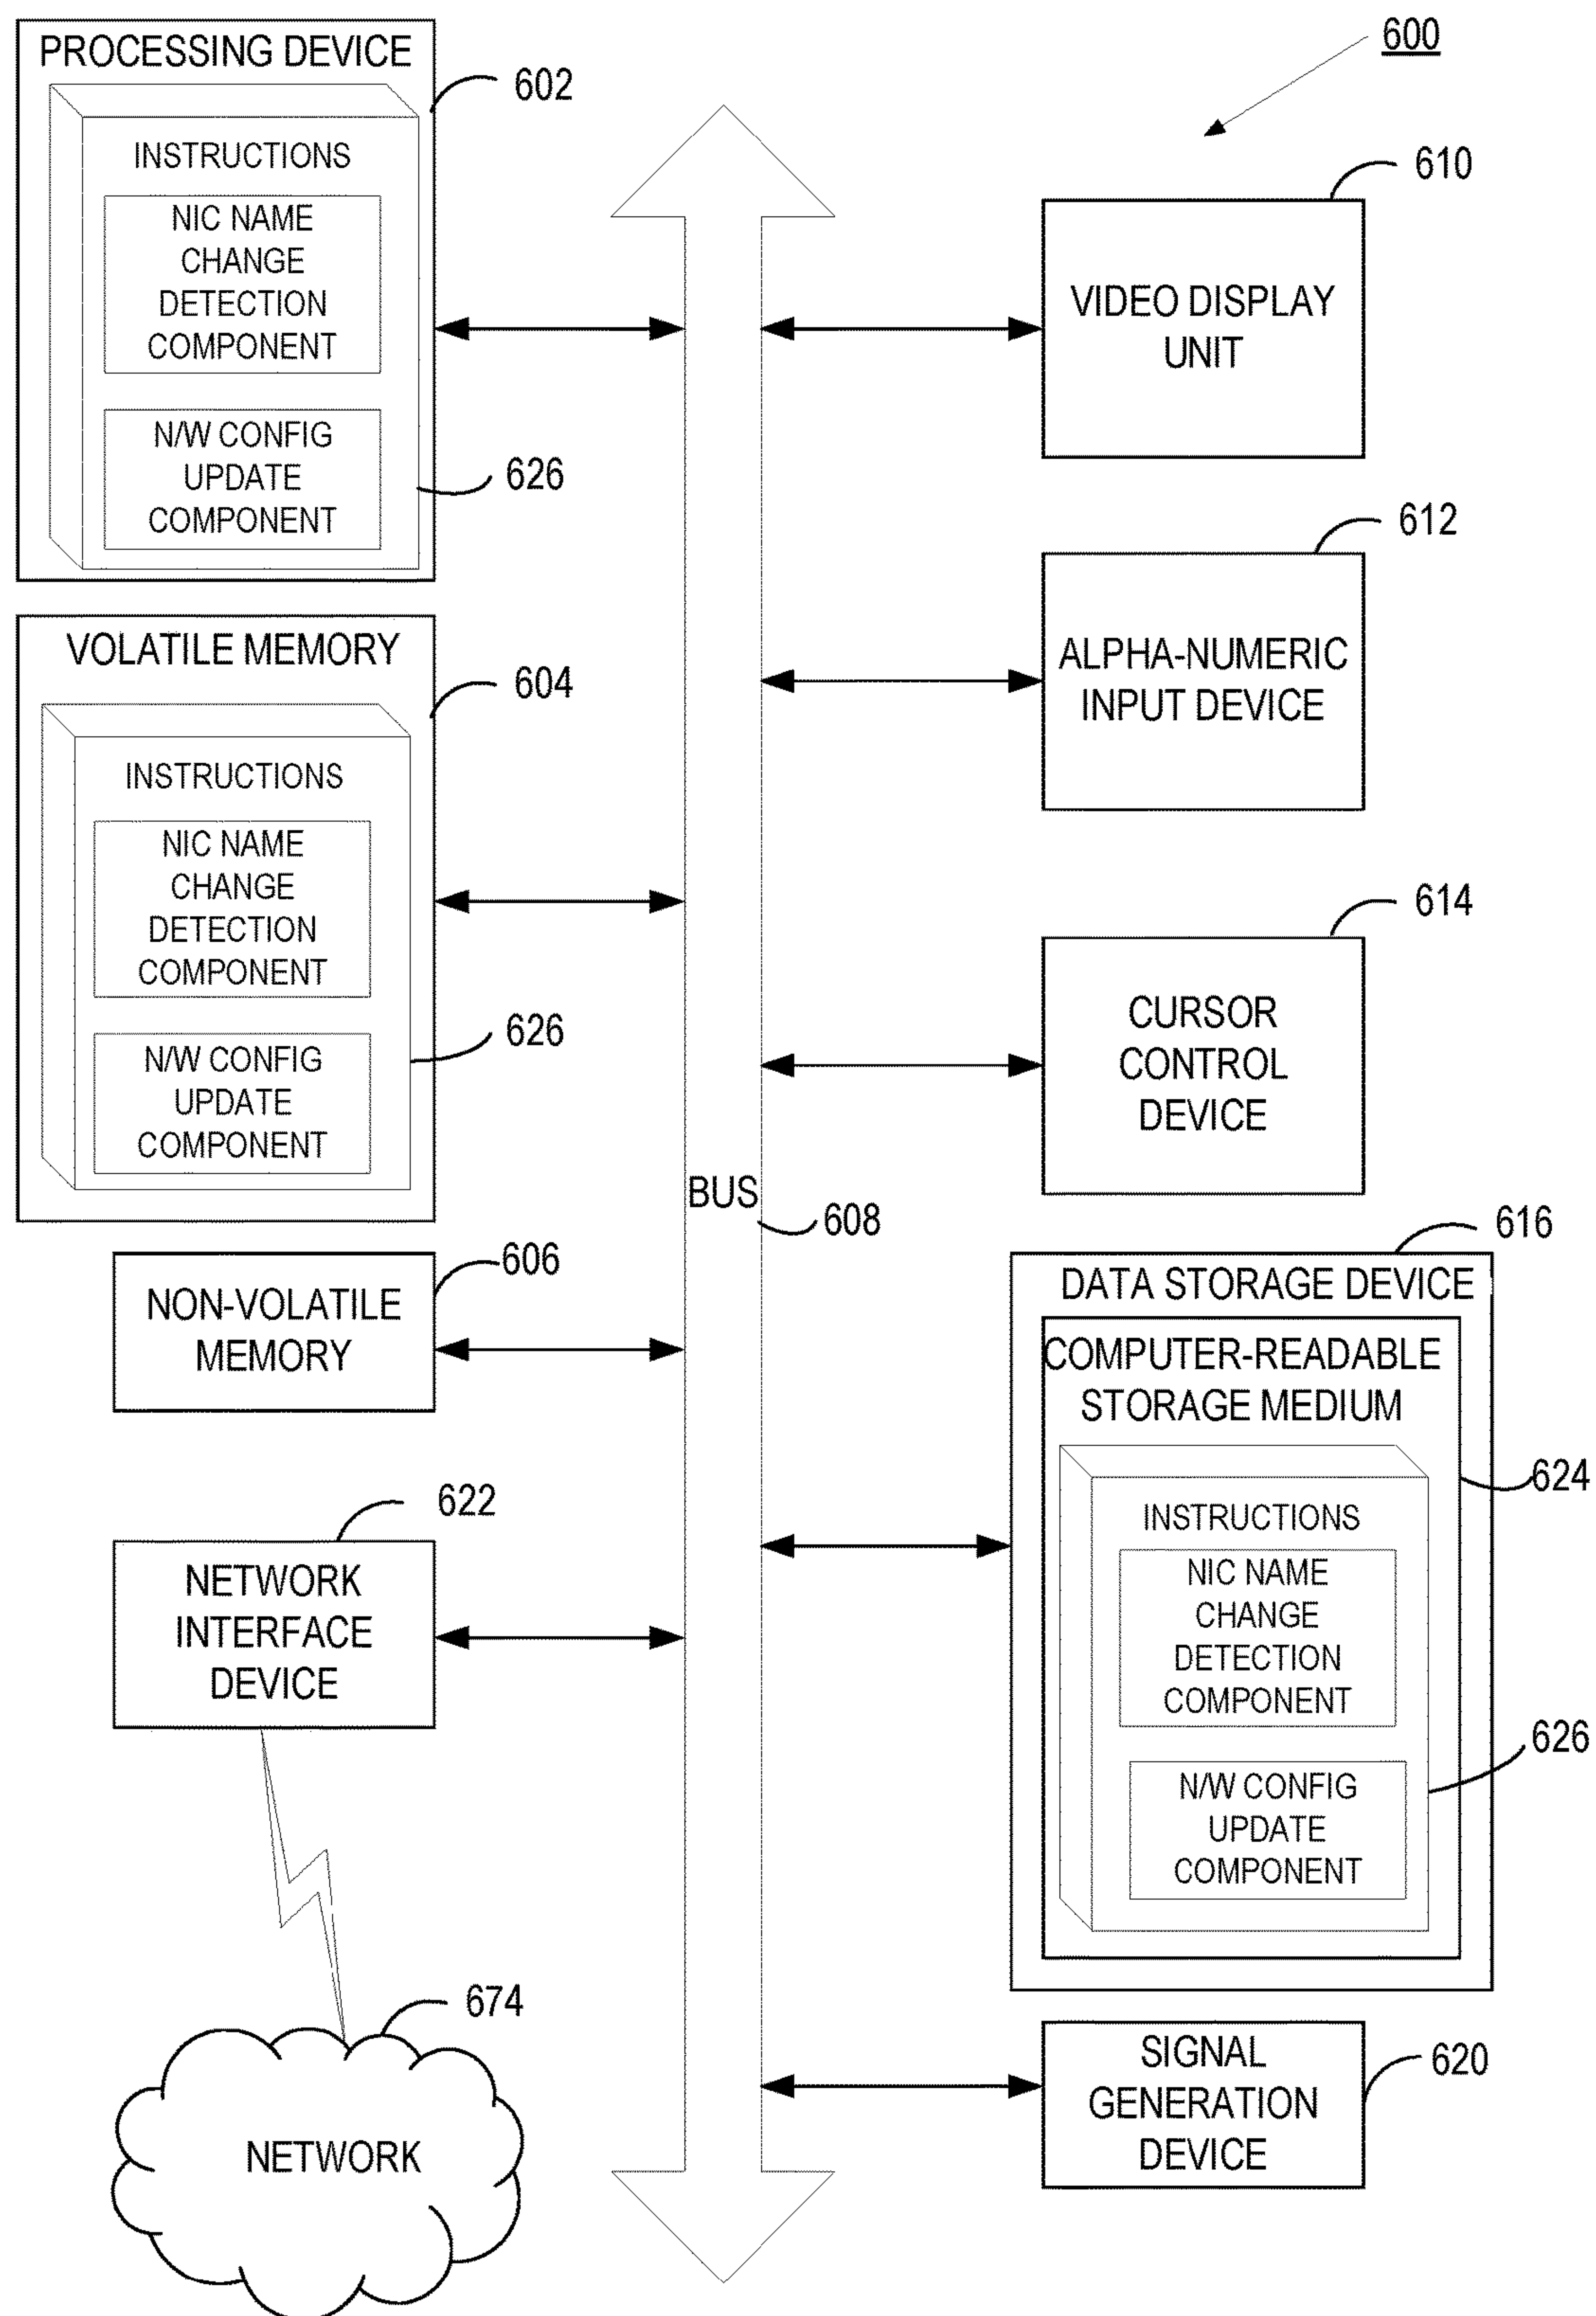 600
PROCESSING DEVICE
602
INSTRUCTIONS
NIC NAME
CHANGE
DETECTION
COMPONENT
N/W CONFIG
UPDATE
COMPONENT
626
VOLATILE MEMORY
604
INSTRUCTIONS
NIC NAME
CHANGE
DETECTION
COMPONENT
N/W CONFIG
UPDATE
COMPONENT
626
606
NON-VOLATILE
MEMORY
622
NETWORK
INTERFACE
DEVICE
674
NETWORK
BUS
608
610
VIDEO DISPLAY
UNIT
612
ALPHA-NUMERIC
INPUT DEVICE
614
CURSOR
CONTROL
DEVICE
616
DATA STORAGE DEVICE
COMPUTER-READABLE
STORAGE MEDIUM
624
INSTRUCTIONS
NIC NAME
CHANGE
DETECTION
COMPONENT
626
N/W CONFIG
UPDATE
COMPONENT
SIGNAL
GENERATION
DEVICE
620